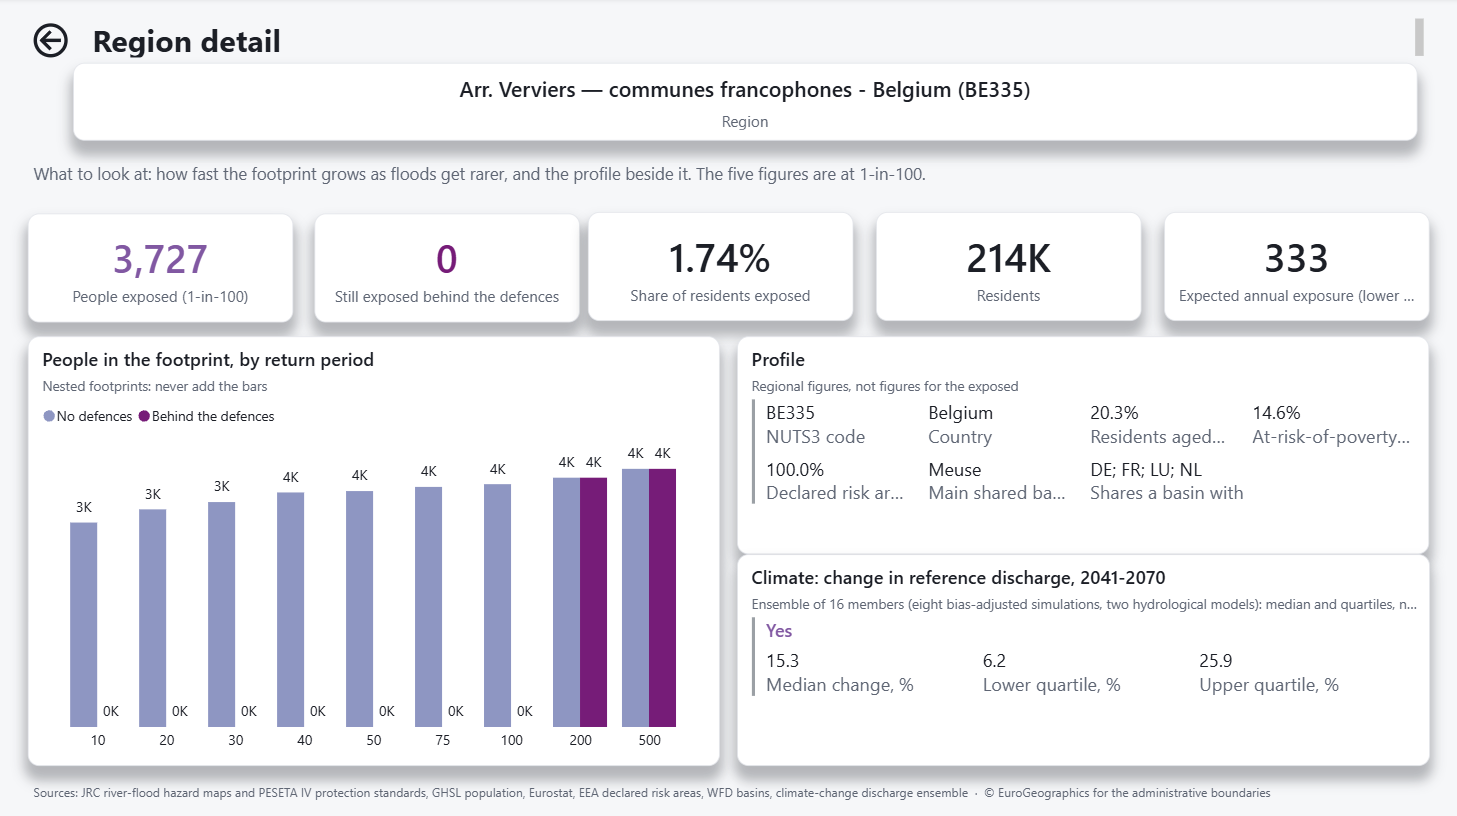 Region detail
Arr. Verviers — communes francophones - Belgium (BE335)
Region
What to look at: how fast the footprint grows as floods get rarer, and the profile beside it. The five figures are at 1-in-100.
3,727
People exposed (1-in-100)
0
Still exposed behind the defences
1.74%
Share of residents exposed
214K
Residents
333
Expected annual exposure (lower ...
People in the footprint, by return period
Nested footprints: never add the bars
No defences Behind the defences
3K 3K 3K 4K 4K 4K 4K 4K 4K 4K 4K
0K 0K 0K 0K 0K 0K 0K
10 20 30 40 50 75 100 200 500
Profile
Regional figures, not figures for the exposed
BE335 Belgium 20.3% 14.6%
NUTS3 code Country Residents aged... At-risk-of-poverty...
100.0% Meuse DE; FR; LU; NL
Declared risk ar... Main shared ba... Shares a basin with
Climate: change in reference discharge, 2041-2070
Ensemble of 16 members (eight bias-adjusted simulations, two hydrological models): median and quartiles, n...
Yes
15.3 6.2 25.9
Median change, % Lower quartile, % Upper quartile, %
Sources: JRC river-flood hazard maps and PESETA IV protection standards, GHSL population, Eurostat, EEA declared risk areas, WFD basins, climate-change discharge ensemble · © EuroGeographics for the administrative boundaries